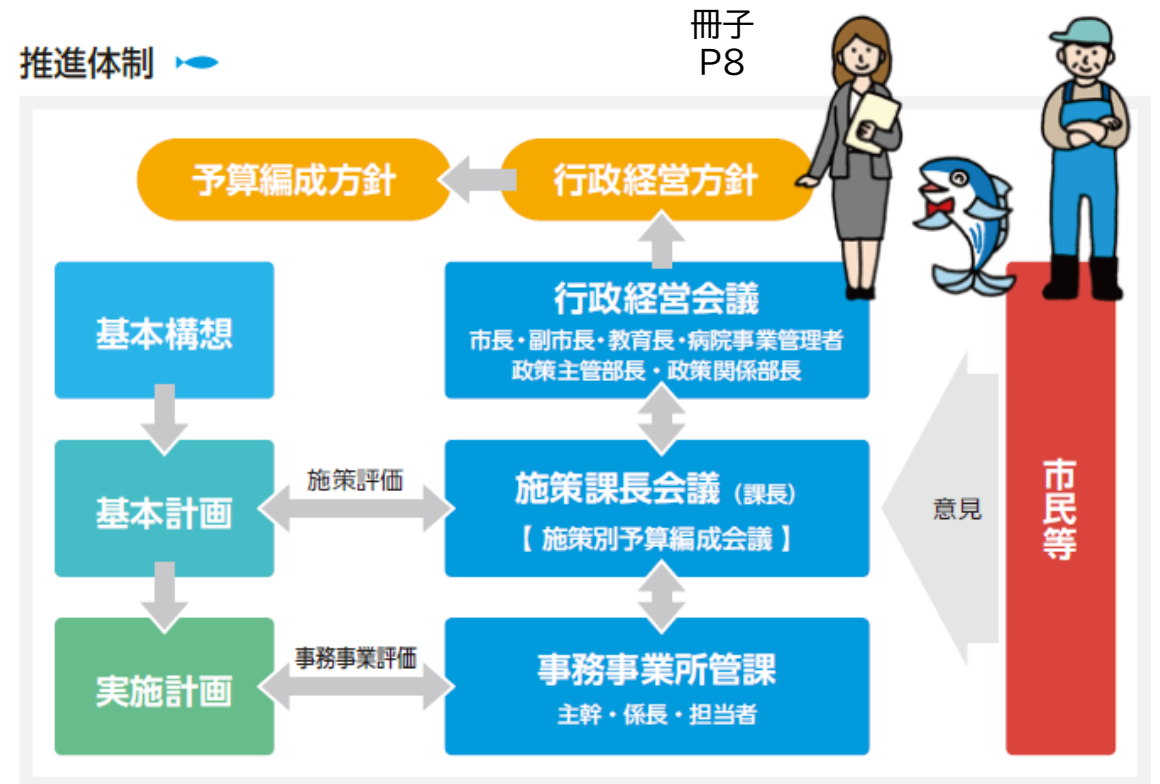 冊子
P8
推進体制
予算編成方針
行政経営方針
基本構想
行政経営会議
市長・副市長・教育長・病院事業管理者
政策主管部長・政策関係部長
基本計画
施策評価
施策課長会議（課長）
【 施策別予算編成会議 】
意見
市民等
実施計画
事務事業評価
事務事業所管課
主幹・係長・担当者